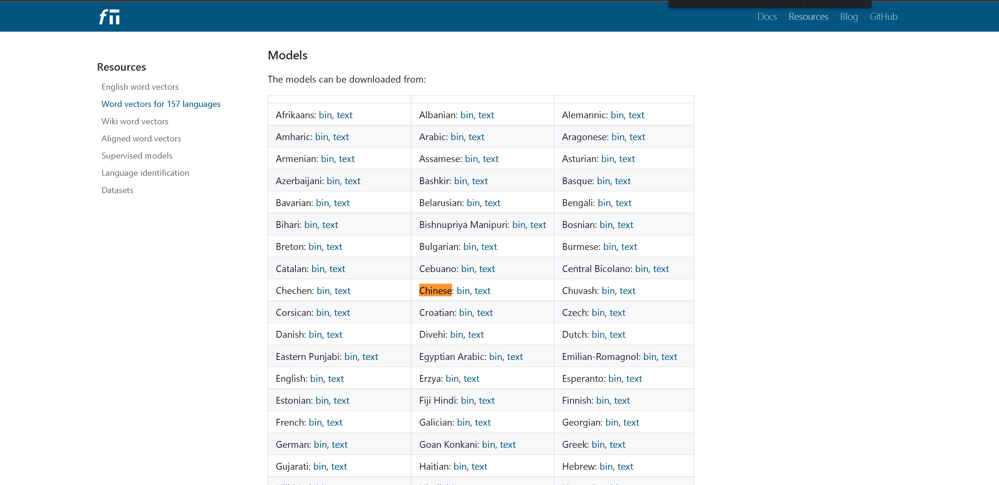 fTT
Docs Resources Blog GitHub
Resources
English word vectors
Word vectors for 157 languages
Wiki word vectors
Aligned word vectors
Supervised models
Language identification
Datasets
Models
The models can be downloaded from:
Afrikaans: bin, text Albanian: bin, text Alemannic: bin, text
Amharic: bin, text Arabic: bin, text Aragonese: bin, text
Armenian: bin, text Assamese: bin, text Asturian: bin, text
Azerbaijani: bin, text Bashkir: bin, text Basque: bin, text
Bavarian: bin, text Belarusian: bin, text Bengali: bin, text
Bihari: bin, text Bishnupriya Manipuri: bin, text Bosnian: bin, text
Breton: bin, text Bulgarian: bin, text Burmese: bin, text
Catalan: bin, text Cebuano: bin, text Central Bicolano: bin, text
Chechen: bin, text Chinese: bin, text Chuvash: bin, text
Corsican: bin, text Croatian: bin, text Czech: bin, text
Danish: bin, text Divehi: bin, text Dutch: bin, text
Eastern Punjabi: bin, text Egyptian Arabic: bin, text Emilian-Romagnol: bin, text
English: bin, text Erzya: bin, text Esperanto: bin, text
Estonian: bin, text Fiji Hindi: bin, text Finnish: bin, text
French: bin, text Galician: bin, text Georgian: bin, text
German: bin, text Goan Konkani: bin, text Greek: bin, text
Gujarati: bin, text Haitian: bin, text Hebrew: bin, text